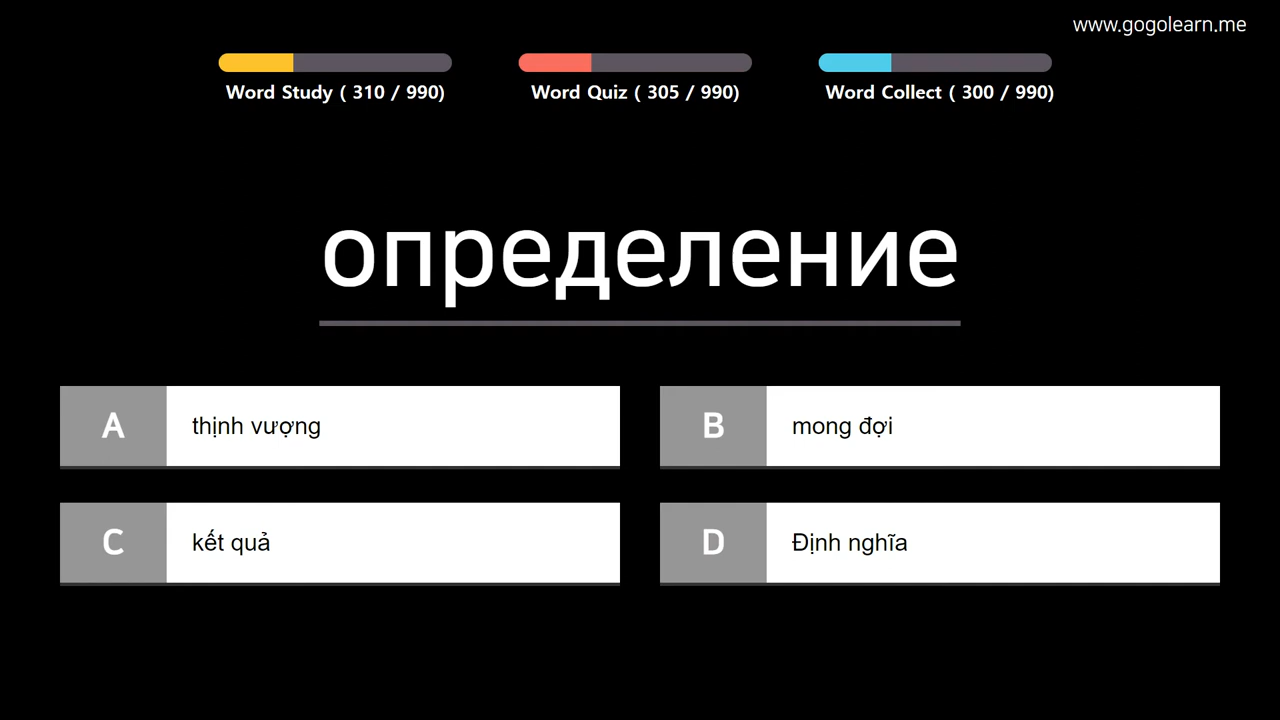 www.gogolearn.me
Word Study ( 310 / 990)
Word Quiz ( 305 / 990)
Word Collect ( 300 / 990)
определение
A
thịnh vượng
B
mong đợi
C
kết quả
D
Định nghĩa